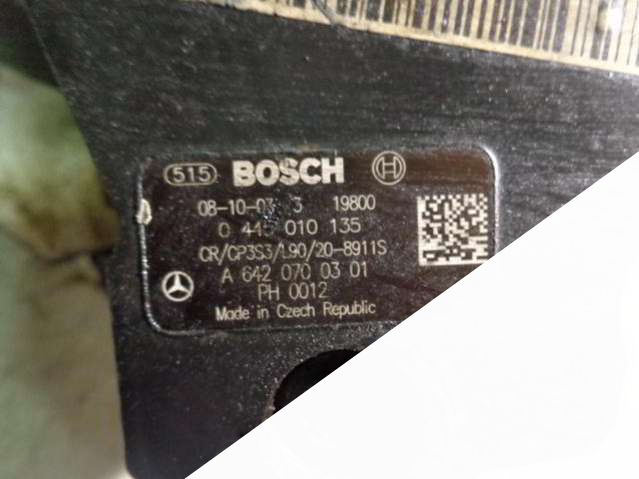 515 BOSCH
08-10-03 3 19800
0 445 010 135
CR/CP3S3/L90/20-8911S
A 642 070 03 01
PH 0012
Made in Czech Republic